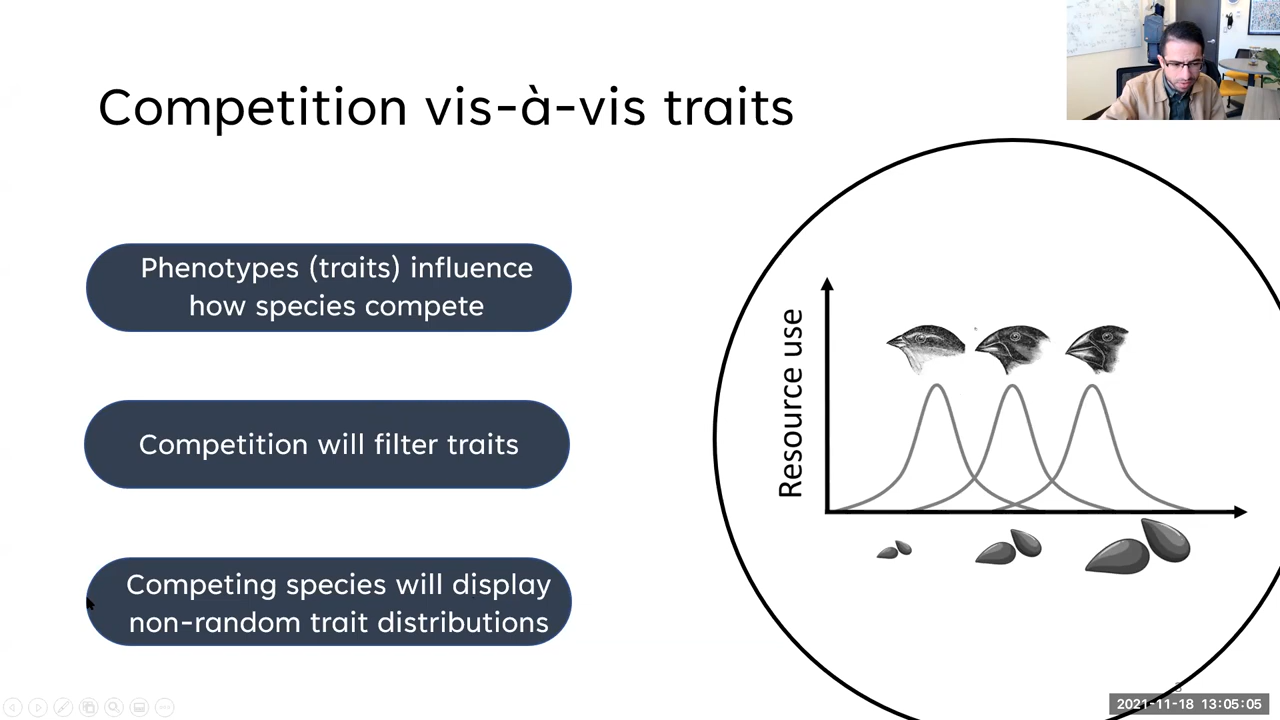 Competition vis-à-vis traits
Phenotypes (traits) influence
how species compete
Competition will filter traits
Competing species will display
non-random trait distributions
Resource use
2021-11-18 13:05:05